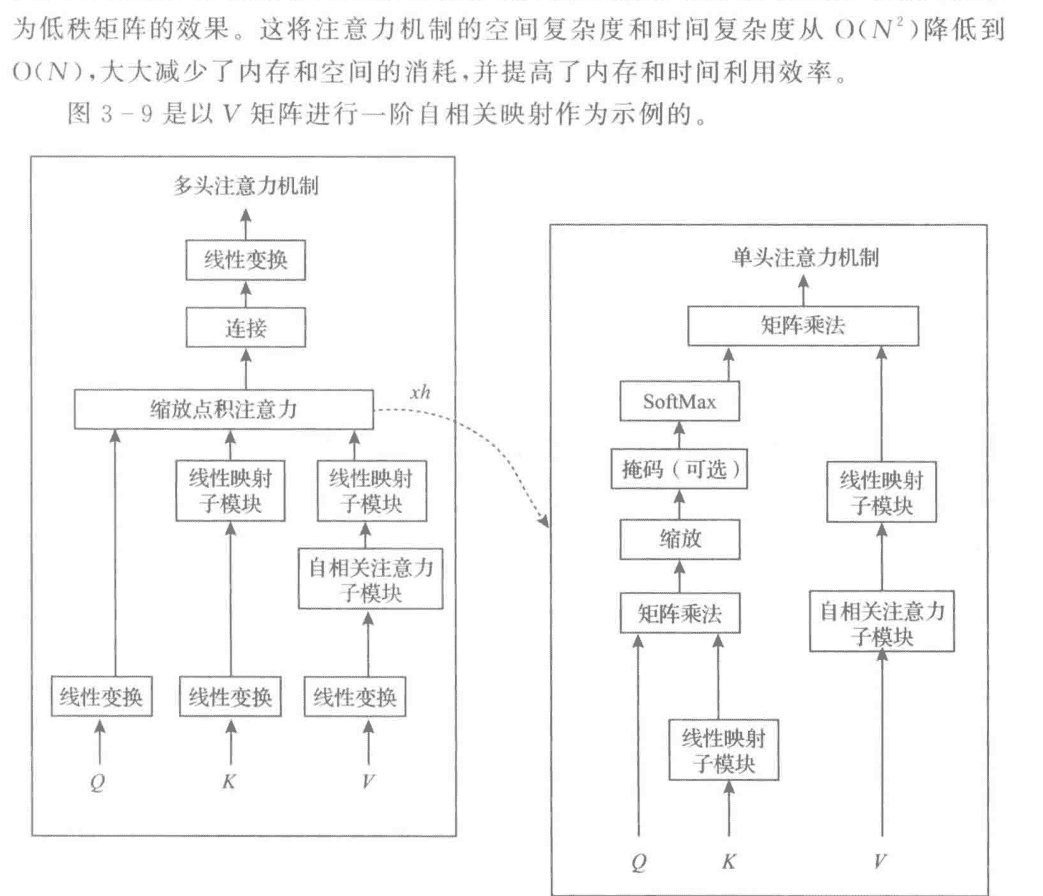 为低秩矩阵的效果。这将注意力机制的空间复杂度和时间复杂度从 O(N²)降低到
O(N),大大减少了内存和空间的消耗,并提高了内存和时间利用效率。
图 3-9 是以 V 矩阵进行一阶自相关映射作为示例的。
多头注意力机制
线性变换
连接
缩放点积注意力
xh
线性映射
子模块
线性映射
子模块
自相关注意力
子模块
线性变换
线性变换
线性变换
Q
K
V
单头注意力机制
矩阵乘法
SoftMax
掩码（可选）
缩放
矩阵乘法
线性映射
子模块
自相关注意力
子模块
线性映射
子模块
Q
K
V